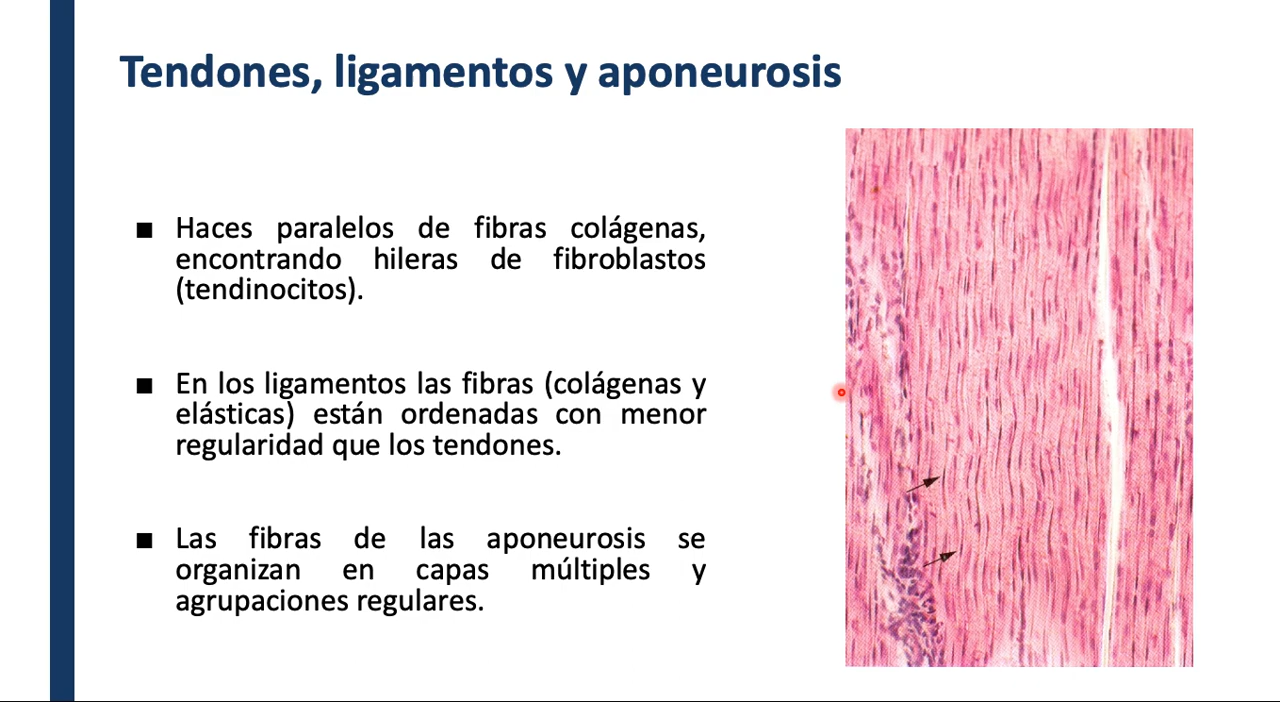 Tendones, ligamentos y aponeurosis
■ Haces paralelos de fibras colágenas,
encontrando hileras de fibroblastos
(tendinocitos).
■ En los ligamentos las fibras (colágenas y
elásticas) están ordenadas con menor
regularidad que los tendones.
■ Las fibras de las aponeurosis se
organizan en capas múltiples y
agrupaciones regulares.